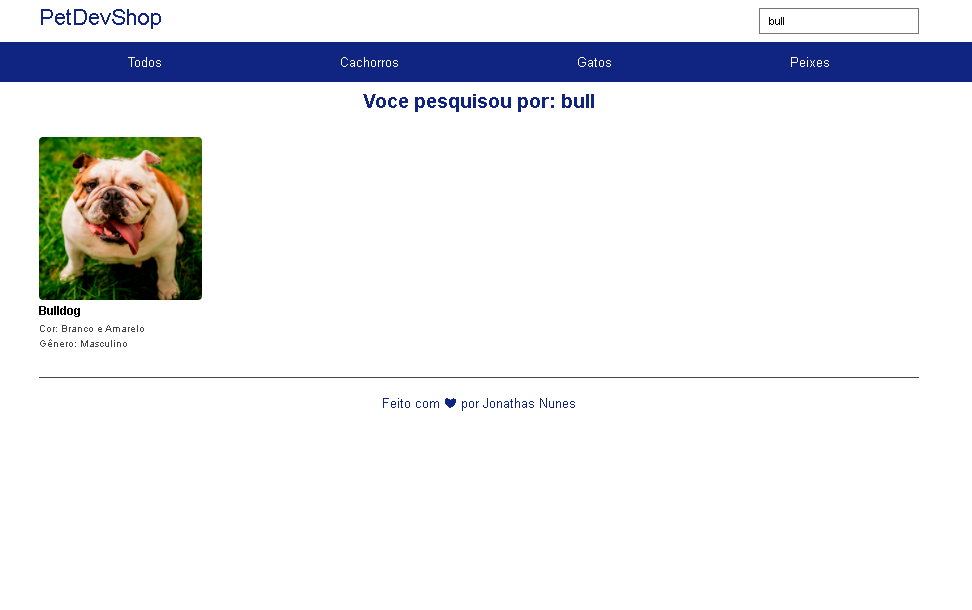 PetDevShop
bull
Todos Cachorros Gatos Peixes
Voce pesquisou por: bull
Bulldog
Cor: Branco e Amarelo
Gênero: Masculino
Feito com ❤ por Jonathas Nunes